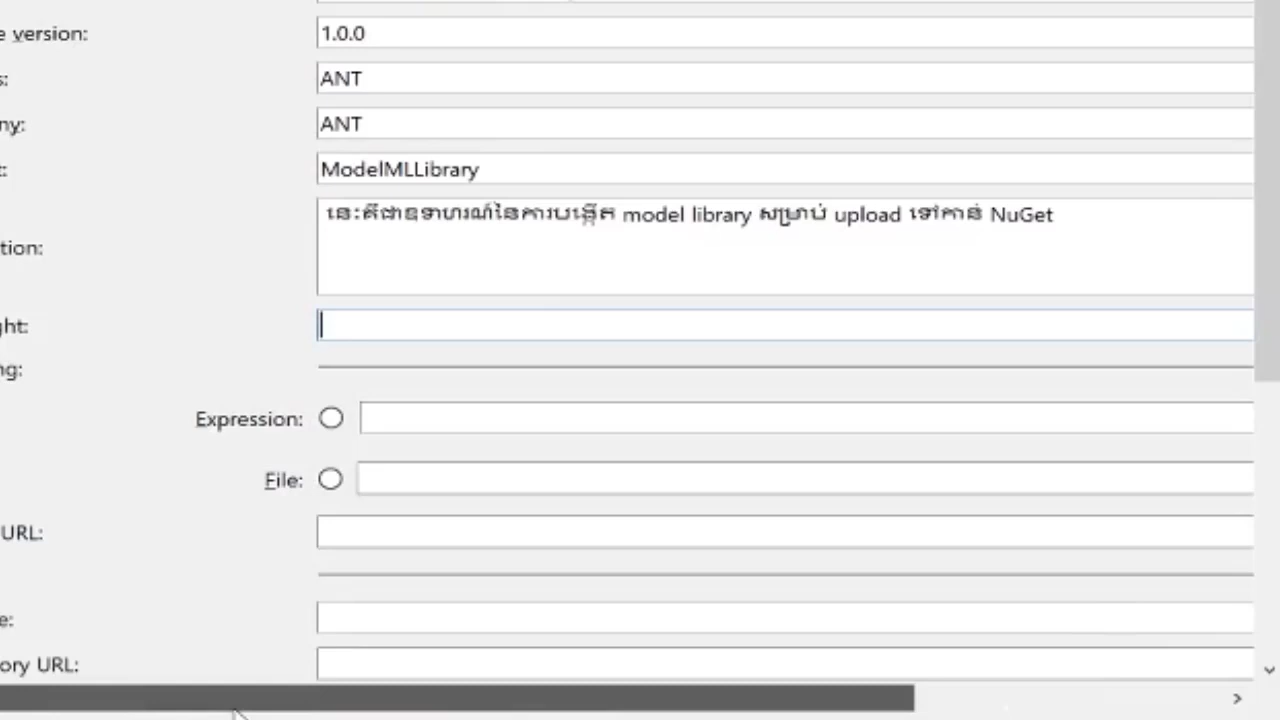 e version:
1.0.0
s:
ANT
ny:
ANT
t:
ModelMLLibrary
tion:
នេះគឺជាឧទាហរណ៍នៃការបង្កើត model library សម្រាប់ upload ទៅកាន់ NuGet
ght:
ng:
Expression:
File:
URL:
e:
ory URL: